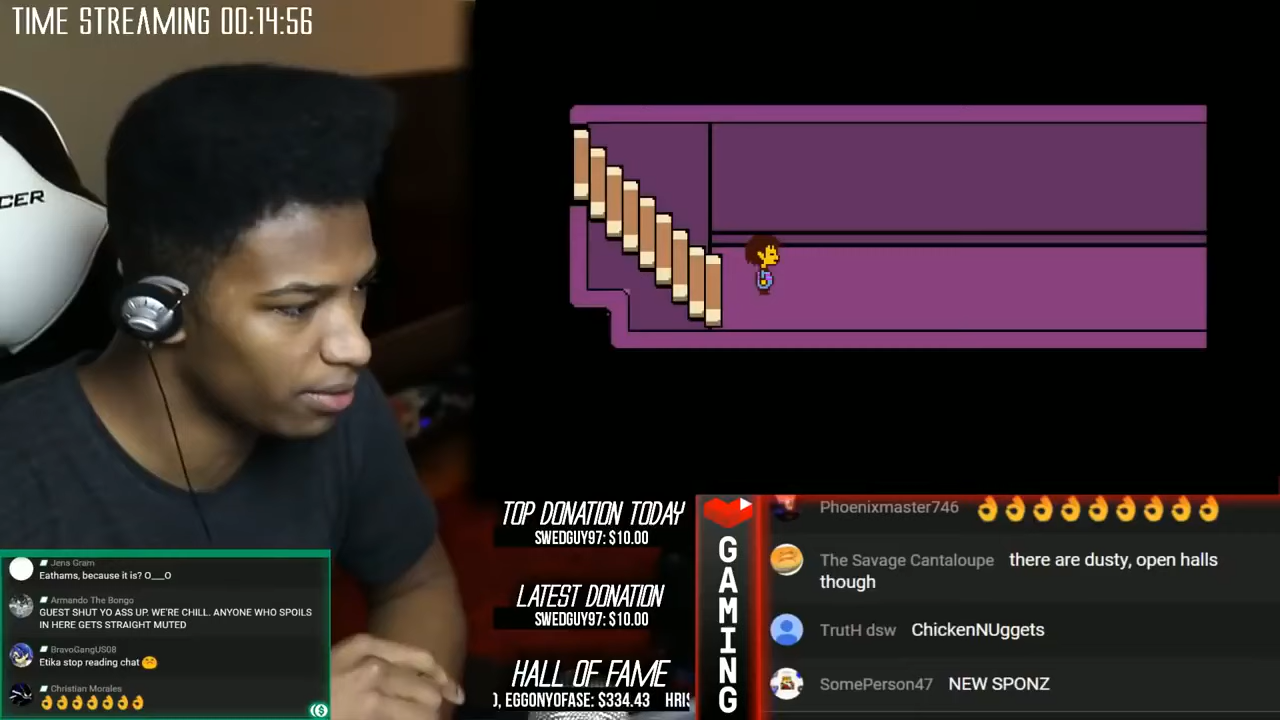 TIME STREAMING 00:14:56
CER
TOP DONATION TODAY
SWEDGUY97: $10.00
LATEST DONATION
SWEDGUY97: $10.00
HALL OF FAME
), EGGONYOFASE: $334.43 HRIS
Jens Gram
Eathams, because it is? O___O
Armando The Bongo
GUEST SHUT YO ASS UP. WE'RE CHILL. ANYONE WHO SPOILS
IN HERE GETS STRAIGHT MUTED
BravoGangUS08
Etika stop reading chat 🤔
Christian Morales
👌👌👌👌👌👌👌
GAMING
Phoenixmaster746 👌👌👌👌👌👌👌👌👌
The Savage Cantaloupe there are dusty, open halls
though
TrutH dsw ChickenNUggets
SomePerson47 NEW SPONZ